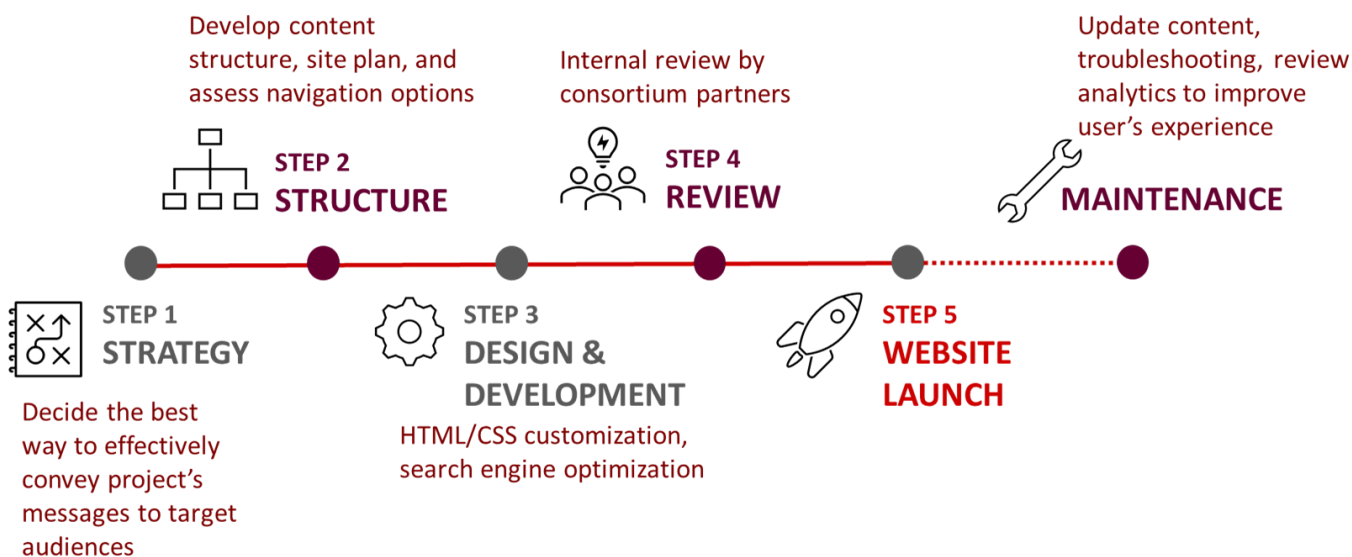 STEP 1
STRATEGY
Decide the best
way to effectively
convey project’s
messages to target
audiences
Develop content
structure, site plan, and
assess navigation options
STEP 2
STRUCTURE
STEP 3
DESIGN &
DEVELOPMENT
HTML/CSS customization,
search engine optimization
Internal review by
consortium partners
STEP 4
REVIEW
STEP 5
WEBSITE
LAUNCH
Update content,
troubleshooting, review
analytics to improve
user’s experience
MAINTENANCE